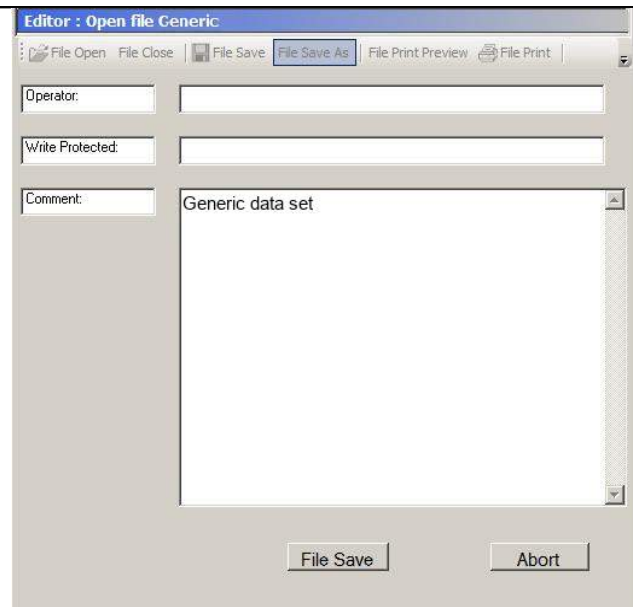 Editor : Open file Generic
File Open File Close File Save File Save As File Print Preview File Print
Operator:
Write Protected:
Comment:
Generic data set
File Save Abort